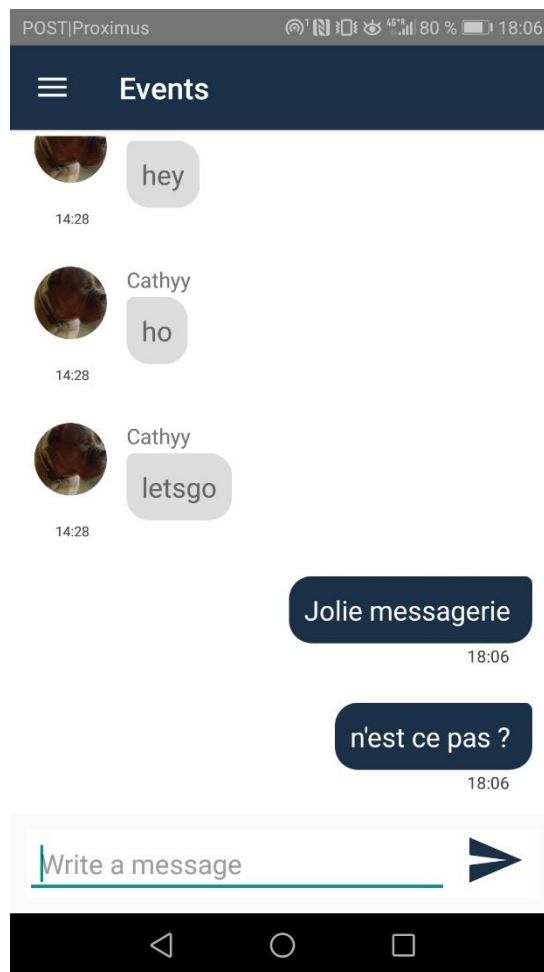 POST|Proximus 80 % 18:06
Events
hey
14:28
Cathyy
ho
14:28
Cathyy
letsgo
14:28
Jolie messagerie
18:06
n'est ce pas ?
18:06
Write a message